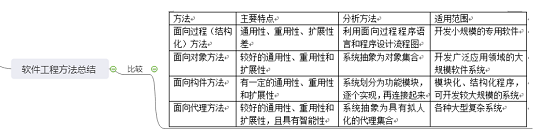 软件工程方法总结
比较
方法 主要特点 分析方法 适用范围
面向过程（结构 通用性、重用性、扩展性 利用面向过程程序语 开发小规模的专用软件
化）方法 差 言和程序设计流程图
面向对象方法 较好的通用性、重用性和 系统抽象为对象集合 开发广泛应用领域的大
扩展性 规模软件系统
面向构件方法 有一定的通用性、重用性 系统划分为功能模块， 模块化、结构化程序，
和扩展性 逐个实现，再连接起来 可开发较大规模的系统
面向代理方法 较好的通用性、重用性和 系统抽象为具有拟人 各种大型复杂系统
扩展性，且具有智能性 化的代理集合